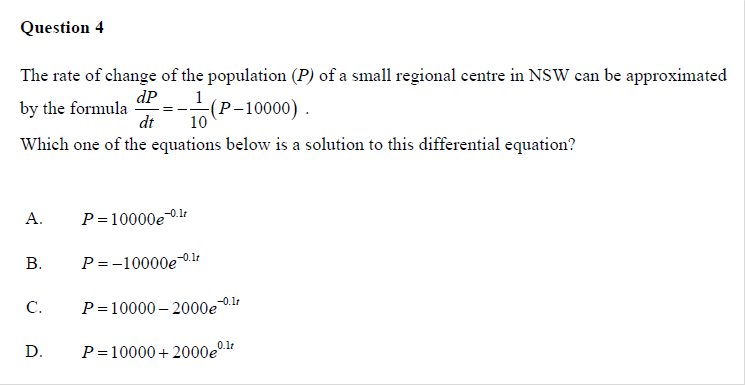 Question 4
The rate of change of the population (P) of a small regional centre in NSW can be approximated
by the formula dP/dt = −1/10(P−10000) .
Which one of the equations below is a solution to this differential equation?
A. P=10000e^−0.1t
B. P=−10000e^−0.1t
C. P=10000−2000e^−0.1t
D. P=10000+2000e^0.1t